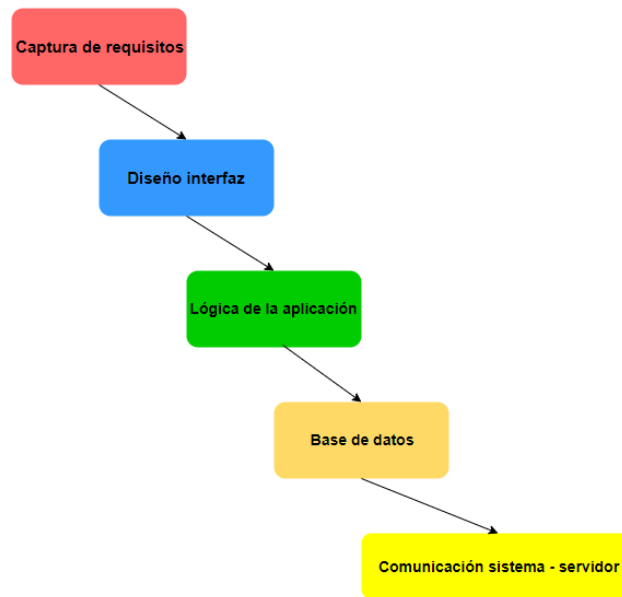 Captura de requisitos
Diseño interfaz
Lógica de la aplicación
Base de datos
Comunicación sistema - servidor